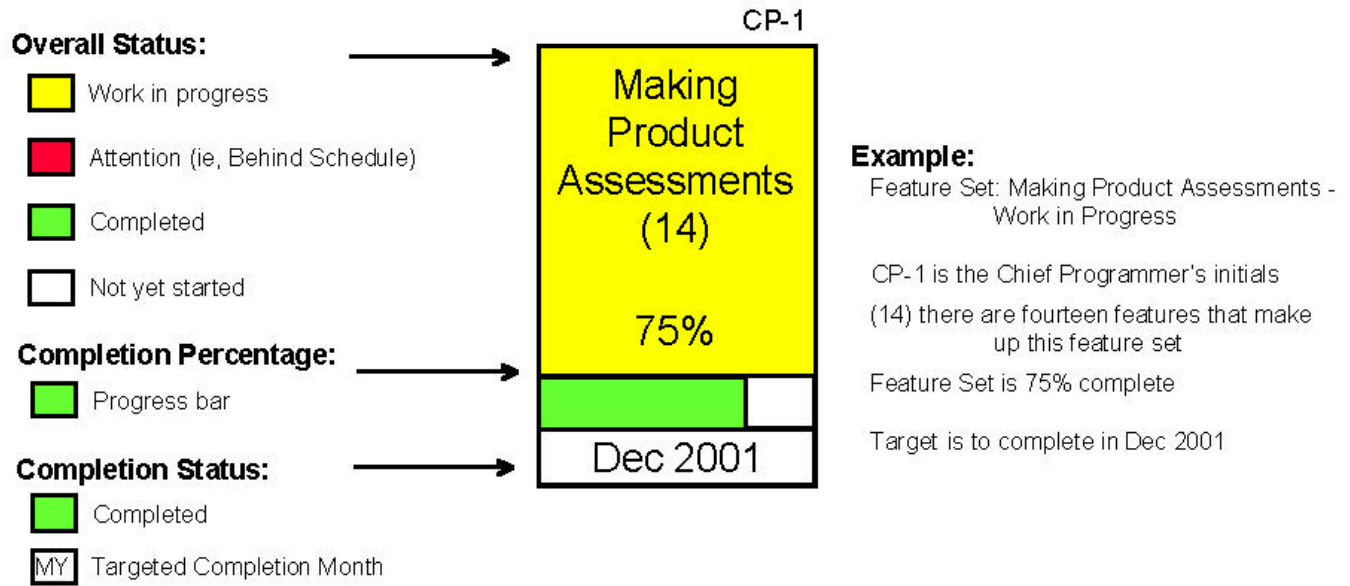 Overall Status:
Work in progress
Attention (ie, Behind Schedule)
Completed
Not yet started
Completion Percentage:
Progress bar
Completion Status:
Completed
MY Targeted Completion Month
CP-1
Making
Product
Assessments
(14)
75%
Dec 2001
Example:
Feature Set: Making Product Assessments -
Work in Progress
CP-1 is the Chief Programmer's initials
(14) there are fourteen features that make
up this feature set
Feature Set is 75% complete
Target is to complete in Dec 2001